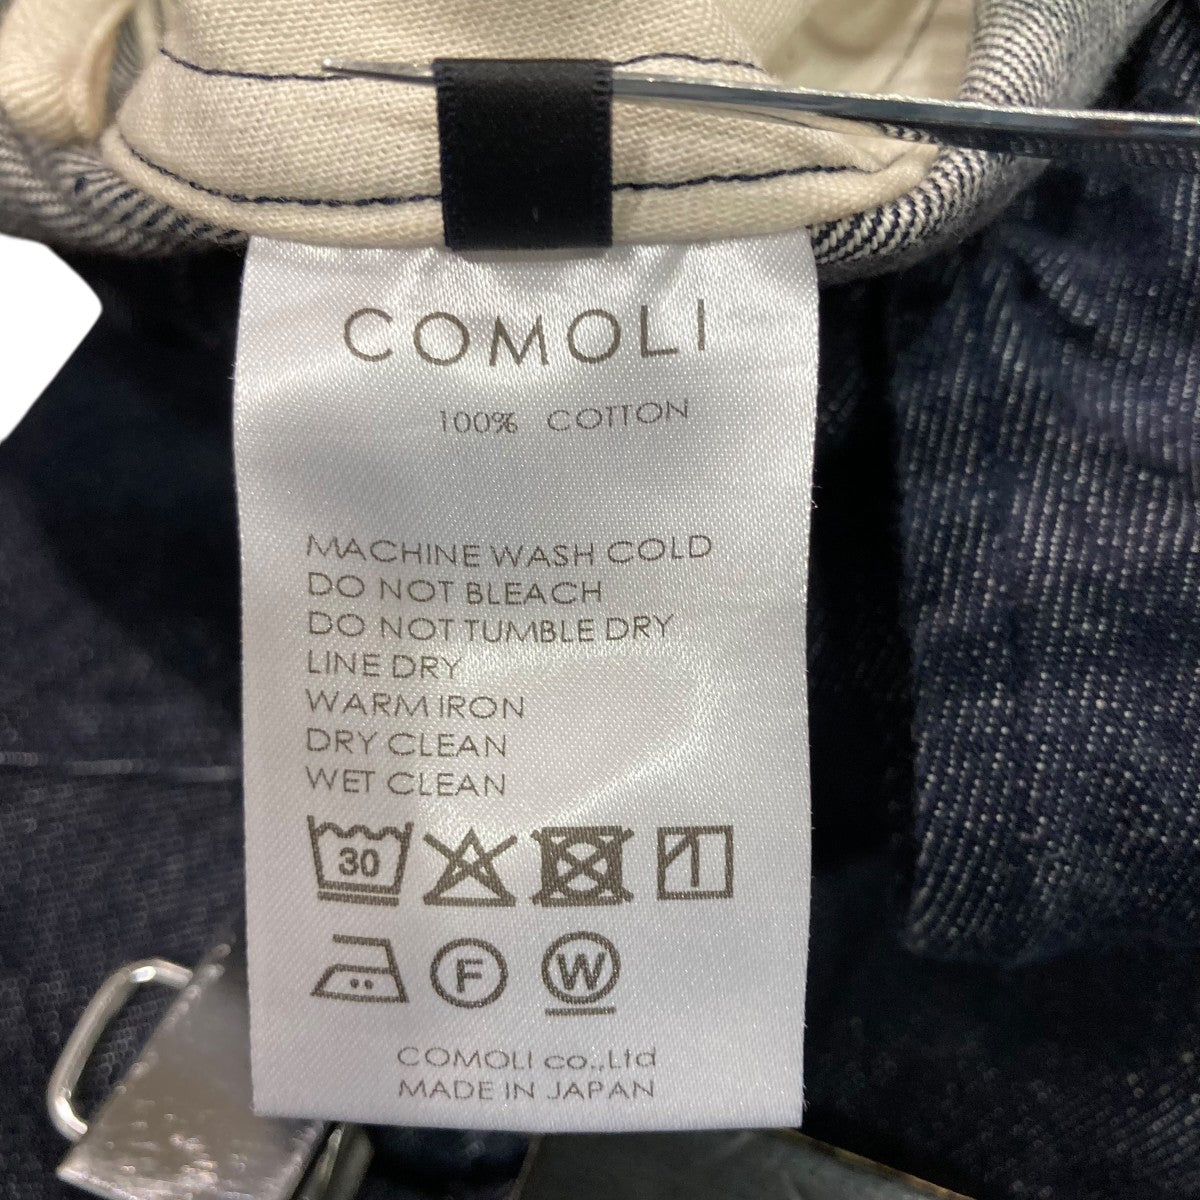 COMOLI
100% COTTON
MACHINE WASH COLD
DO NOT BLEACH
DO NOT TUMBLE DRY
LINE DRY
WARM IRON
DRY CLEAN
WET CLEAN
30
F W
COMOLI co.,Ltd
MADE IN JAPAN